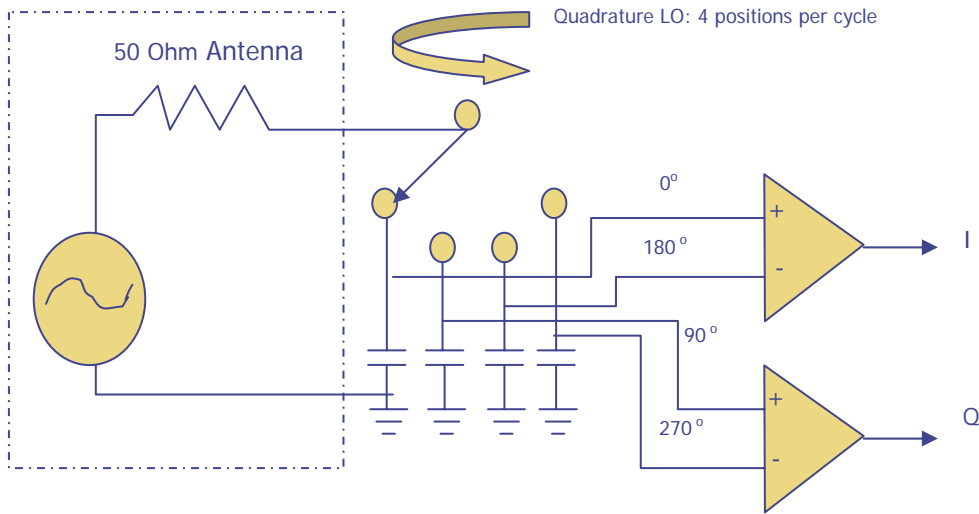 Quadrature LO: 4 positions per cycle
50 Ohm Antenna
0°
+
I
180°
-
90°
+
Q
270°
-